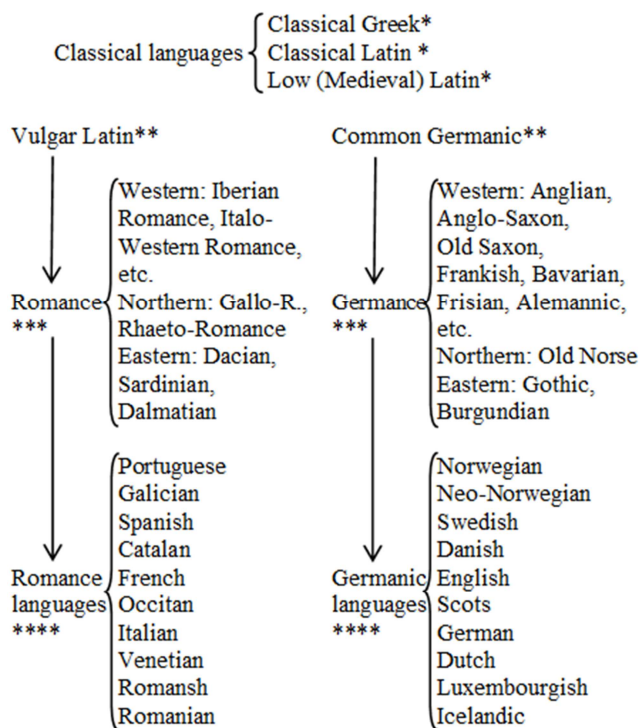 Classical Greek*
Classical languages
Classical Latin *
Low (Medieval) Latin*
Vulgar Latin**
Western: Iberian
Romance, Italo-
Western Romance,
etc.
Romance
***
Northern: Gallo-R.,
Rhaeto-Romance
Eastern: Dacian,
Sardinian,
Dalmatian
Portuguese
Galician
Spanish
Catalan
Romance
languages
****
French
Occitan
Italian
Venetian
Romansh
Romanian
Common Germanic**
Western: Anglian,
Anglo-Saxon,
Old Saxon,
Frankish, Bavarian,
Germance
***
Frisian, Alemannic,
etc.
Northern: Old Norse
Eastern: Gothic,
Burgundian
Norwegian
Neo-Norwegian
Swedish
Danish
Germanic
languages
****
English
Scots
German
Dutch
Luxembourgish
Icelandic